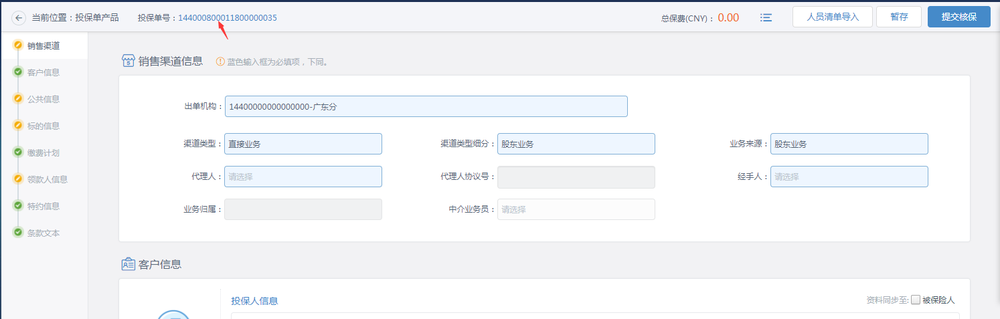 当前位置：投保单产品 投保单号：144000800011800000035 总保费(CNY)： 0.00 人员清单导入 暂存 提交核保
销售渠道
客户信息
公共信息
标的信息
缴费计划
领款人信息
特约信息
条款文本
销售渠道信息 蓝色输入框为必填项，下同。
出单机构： 14400000000000000-广东分
渠道类型： 直接业务 渠道类型细分： 股东业务 业务来源： 股东业务
代理人： 请选择 代理人协议号： 经手人： 请选择
业务归属： 中介业务员： 请选择
客户信息
投保人信息 资料同步至: 被保险人